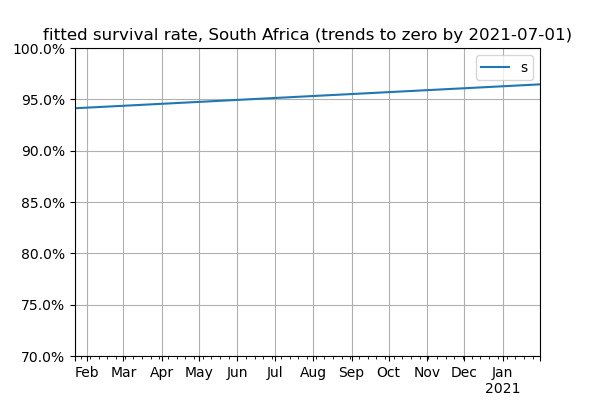 fitted survival rate, South Africa (trends to zero by 2021-07-01)
100.0%
95.0%
90.0%
85.0%
80.0%
75.0%
70.0%
s
Feb Mar Apr May Jun Jul Aug Sep Oct Nov Dec Jan
2021